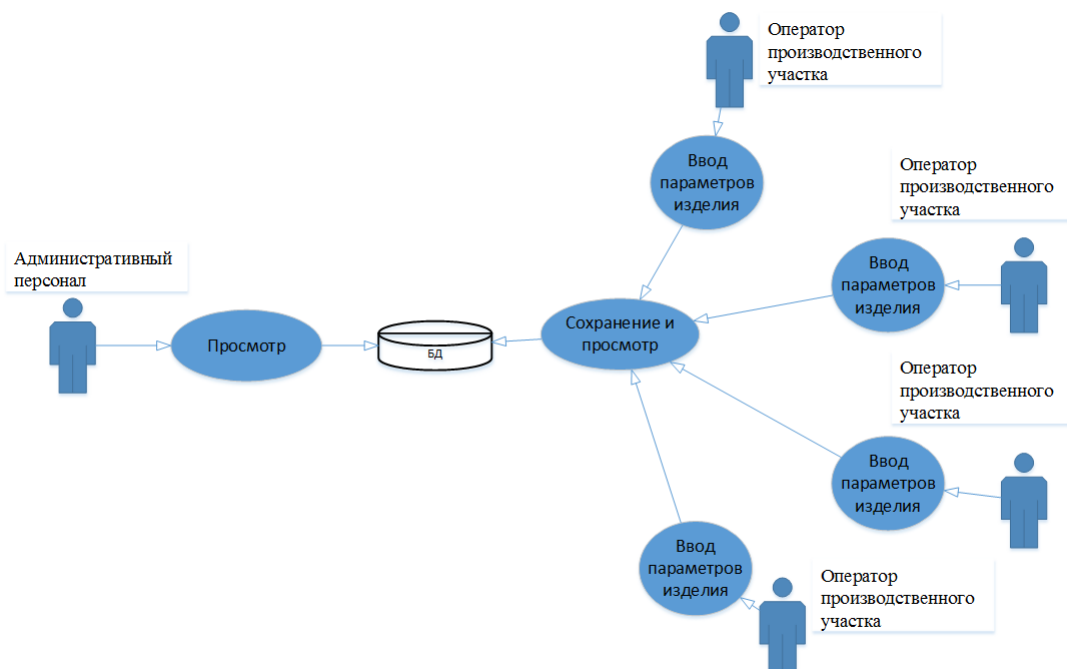 Оператор
производственного
участка
Ввод
параметров
изделия
Оператор
производственного
участка
Административный
персонал
Ввод
параметров
изделия
Просмотр
БД
Сохранение и
просмотр
Оператор
производственного
участка
Ввод
параметров
изделия
Ввод
параметров
изделия
Оператор
производственного
участка